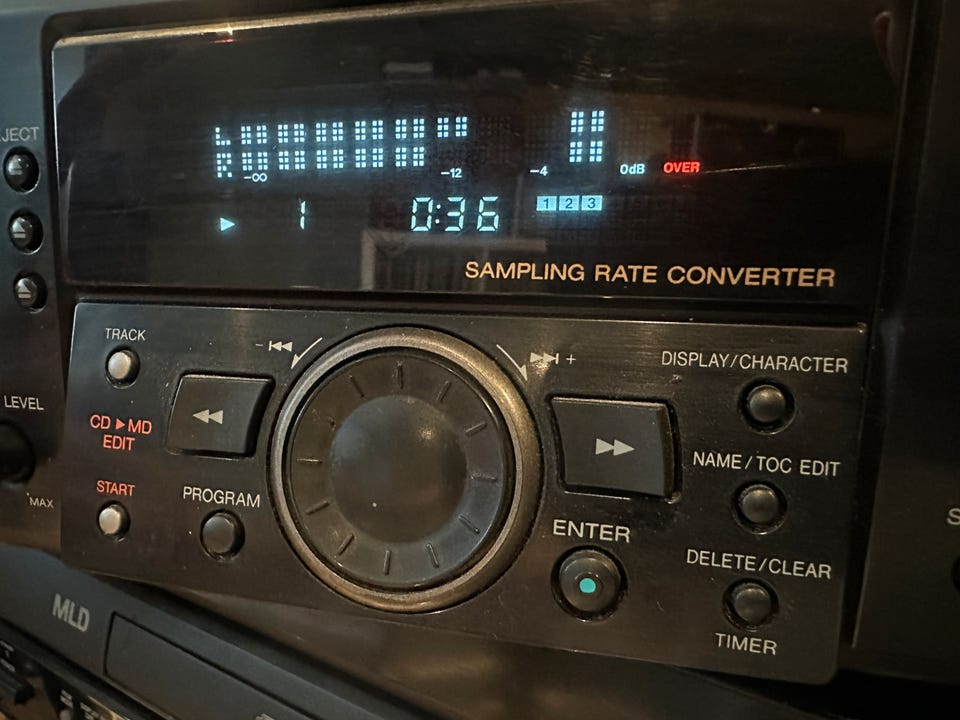 EJECT
L
R
-∞
-12
-4
0dB
OVER
1
0:36
1 2 3
SAMPLING RATE CONVERTER
TRACK
-
+
DISPLAY/CHARACTER
LEVEL
CD ▶ MD
EDIT
NAME/TOC EDIT
MAX
START
PROGRAM
ENTER
DELETE/CLEAR
TIMER
MLD